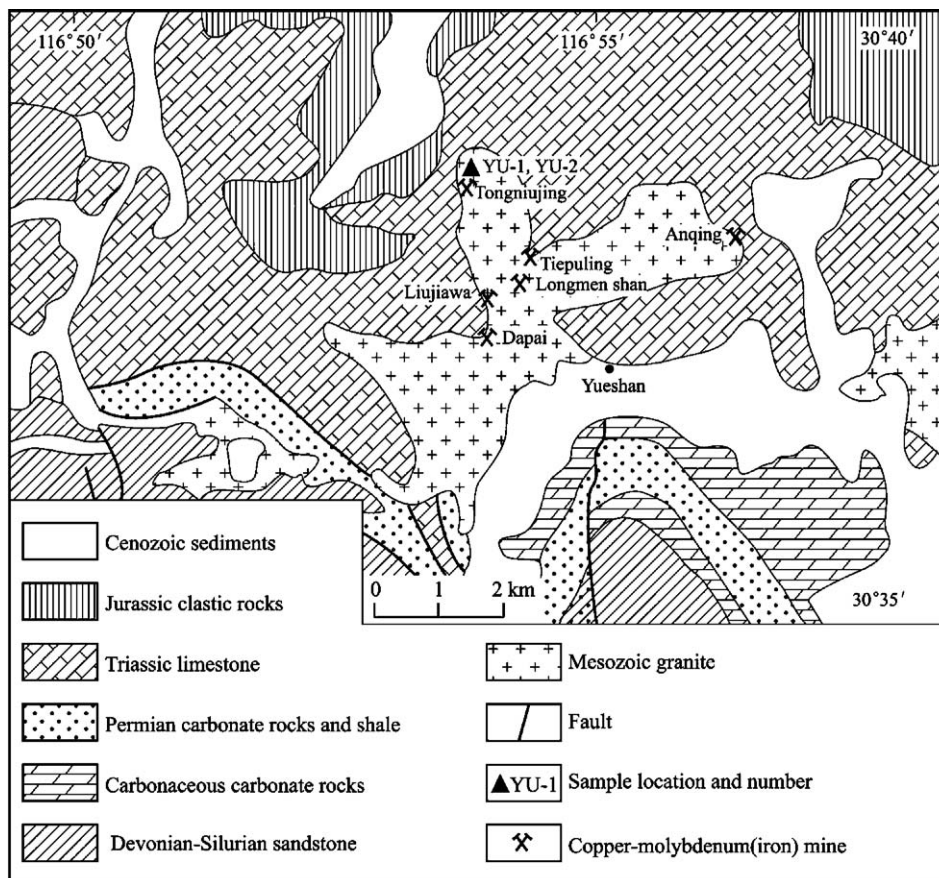 116°50′ 116°55′ 30°40′
YU-1, YU-2
Tongniujing
Anqing
Tiepuling
Longmen shan
Liujiawa
Dapai
Yueshan
0 1 2 km
30°35′
Cenozoic sediments
Jurassic clastic rocks
Triassic limestone
Permian carbonate rocks and shale
Carbonaceous carbonate rocks
Devonian-Silurian sandstone
Mesozoic granite
Fault
YU-1 Sample location and number
Copper-molybdenum(iron) mine